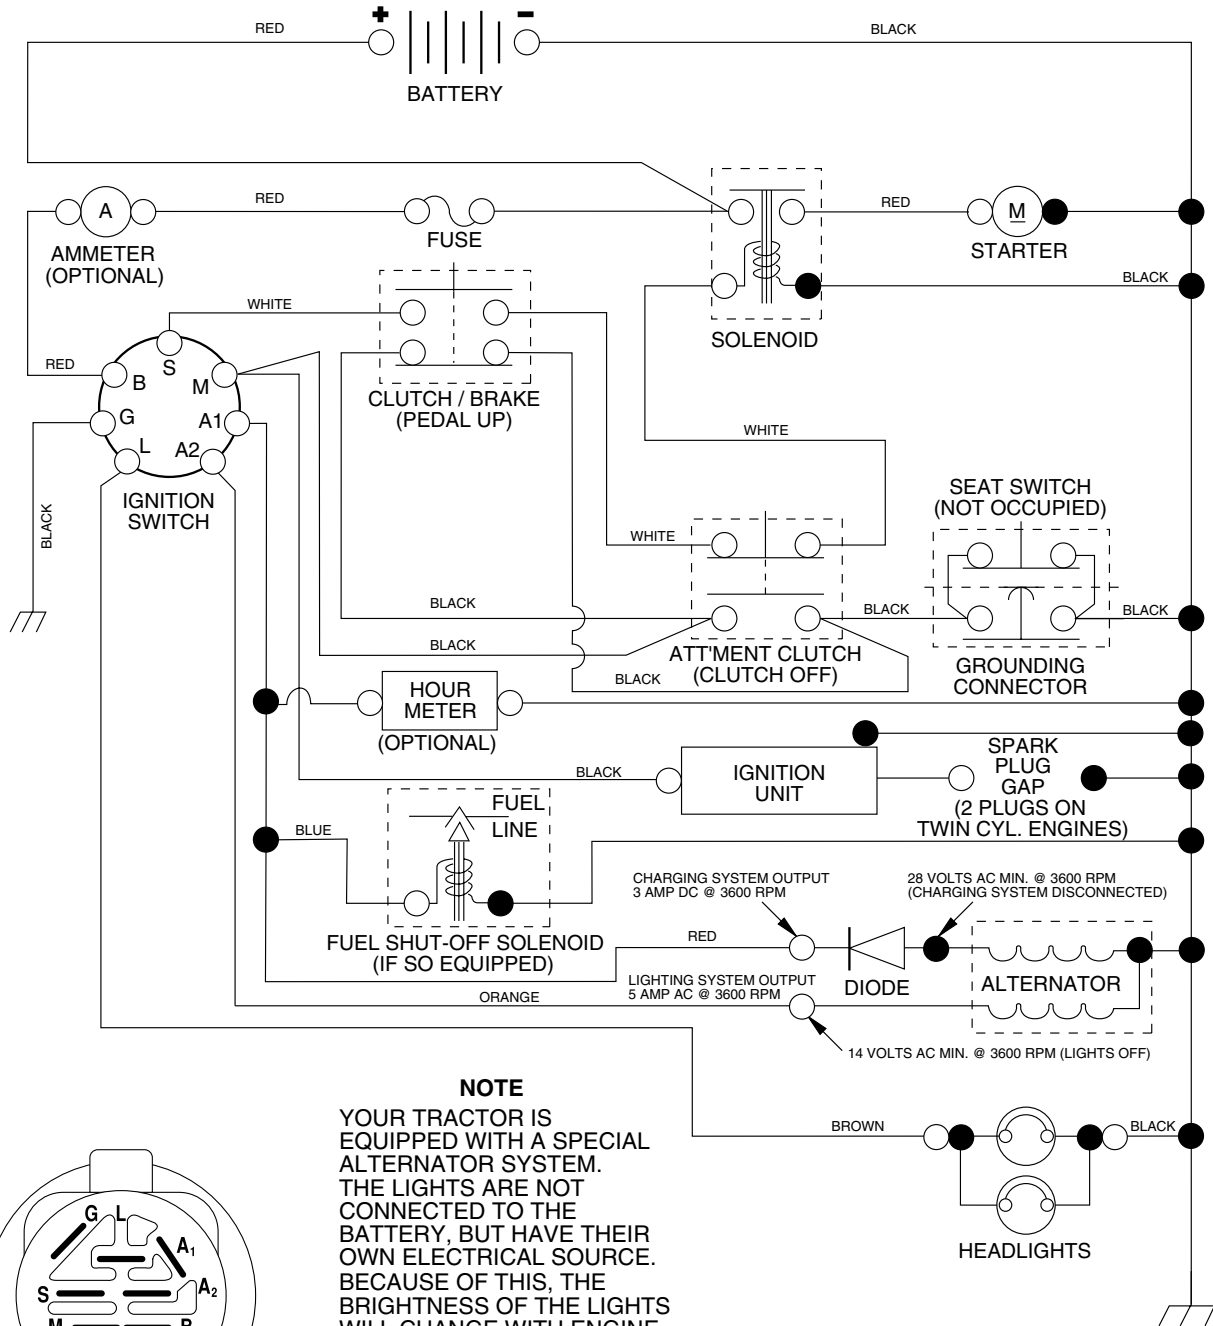 + -
RED
BLACK
BATTERY
A
RED
FUSE
RED
M
AMMETER
(OPTIONAL)
STARTER
BLACK
WHITE
SOLENOID
RED
S
B
M
G
A1
L
A2
CLUTCH / BRAKE
(PEDAL UP)
IGNITION
SWITCH
BLACK
WHITE
SEAT SWITCH
(NOT OCCUPIED)
WHITE
BLACK
BLACK
BLACK
BLACK
ATT'MENT CLUTCH
(CLUTCH OFF)
GROUNDING
CONNECTOR
BLACK
HOUR
METER
(OPTIONAL)
BLACK
IGNITION
UNIT
SPARK
PLUG
GAP
(2 PLUGS ON
TWIN CYL. ENGINES)
FUEL
LINE
BLUE
CHARGING SYSTEM OUTPUT
3 AMP DC @ 3600 RPM
28 VOLTS AC MIN. @ 3600 RPM
(CHARGING SYSTEM DISCONNECTED)
FUEL SHUT-OFF SOLENOID
(IF SO EQUIPPED)
RED
DIODE
ALTERNATOR
LIGHTING SYSTEM OUTPUT
5 AMP AC @ 3600 RPM
ORANGE
14 VOLTS AC MIN. @ 3600 RPM (LIGHTS OFF)
BROWN
BLACK
HEADLIGHTS
NOTE
YOUR TRACTOR IS
EQUIPPED WITH A SPECIAL
ALTERNATOR SYSTEM.
THE LIGHTS ARE NOT
CONNECTED TO THE
BATTERY, BUT HAVE THEIR
OWN ELECTRICAL SOURCE.
BECAUSE OF THIS, THE
BRIGHTNESS OF THE LIGHTS
WILL CHANGE WITH ENGINE
G L
A1
A2
S
M
B